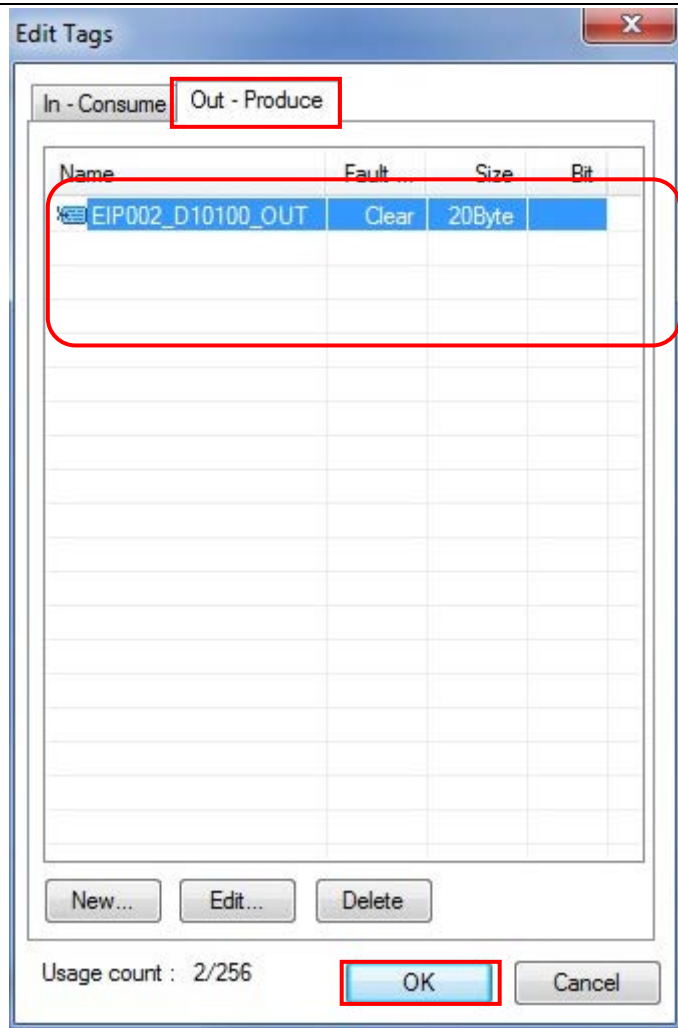 Edit Tags
In - Consume Out - Produce
Name Fault ... Size Bit
EIP002_D10100_OUT Clear 20Byte
New... Edit... Delete
Usage count : 2/256 OK Cancel